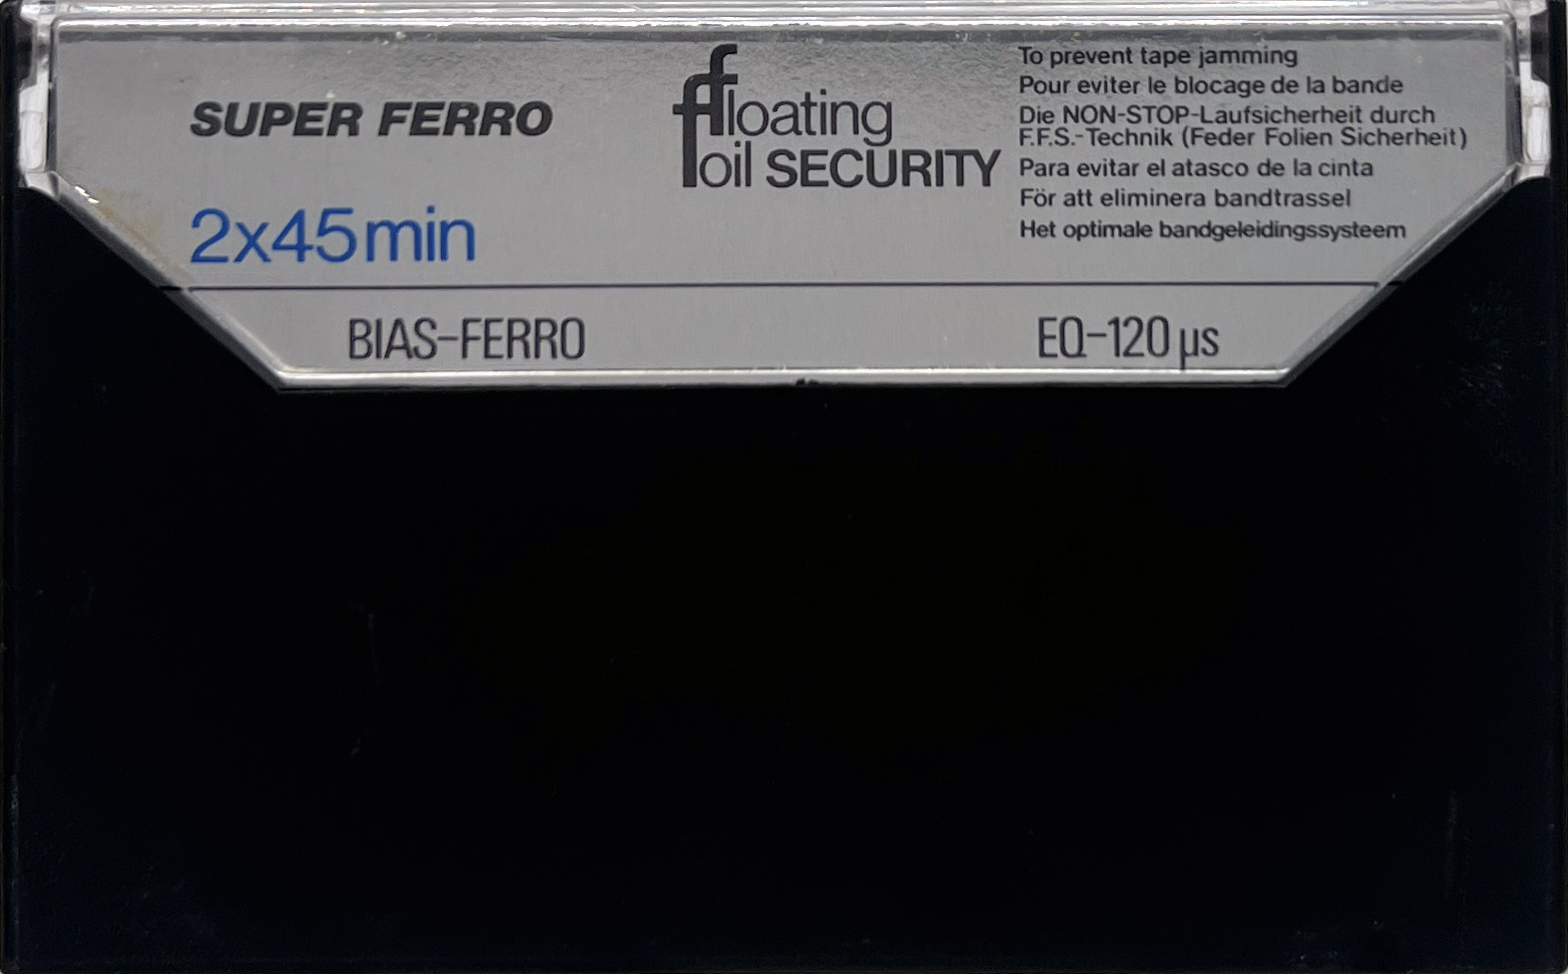 SUPER FERRO
2x45min
floating
foil SECURITY
To prevent tape jamming
Pour eviter le blocage de la bande
Die NON-STOP-Laufsicherheit durch
F.F.S.-Technik (Feder Folien Sicherheit)
Para evitar el atasco de la cinta
För att eliminera bandtrassel
Het optimale bandgeleidingssysteem
BIAS-FERRO
EQ-120 µs